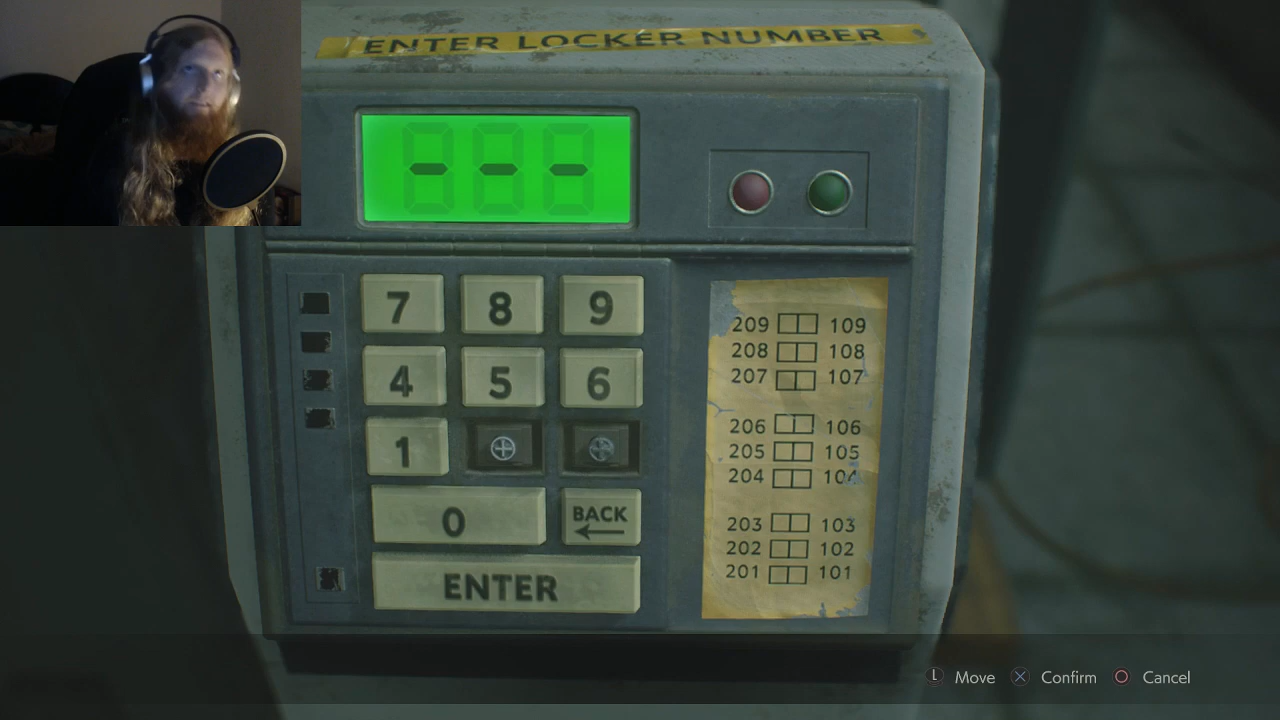 ENTER LOCKER NUMBER
- - -
7 8 9
4 5 6
1
0 BACK
ENTER
209 109
208 108
207 107
206 106
205 105
204 104
203 103
202 102
201 101
L Move Confirm Cancel